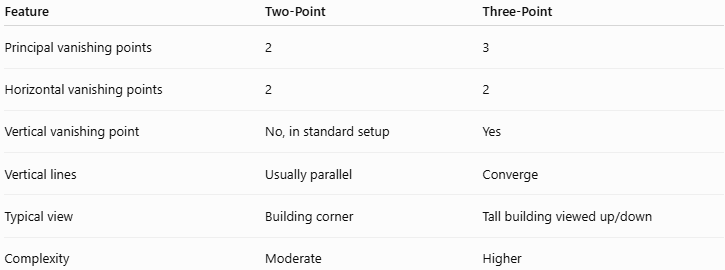 Feature Two-Point Three-Point
Principal vanishing points 2 3
Horizontal vanishing points 2 2
Vertical vanishing point No, in standard setup Yes
Vertical lines Usually parallel Converge
Typical view Building corner Tall building viewed up/down
Complexity Moderate Higher